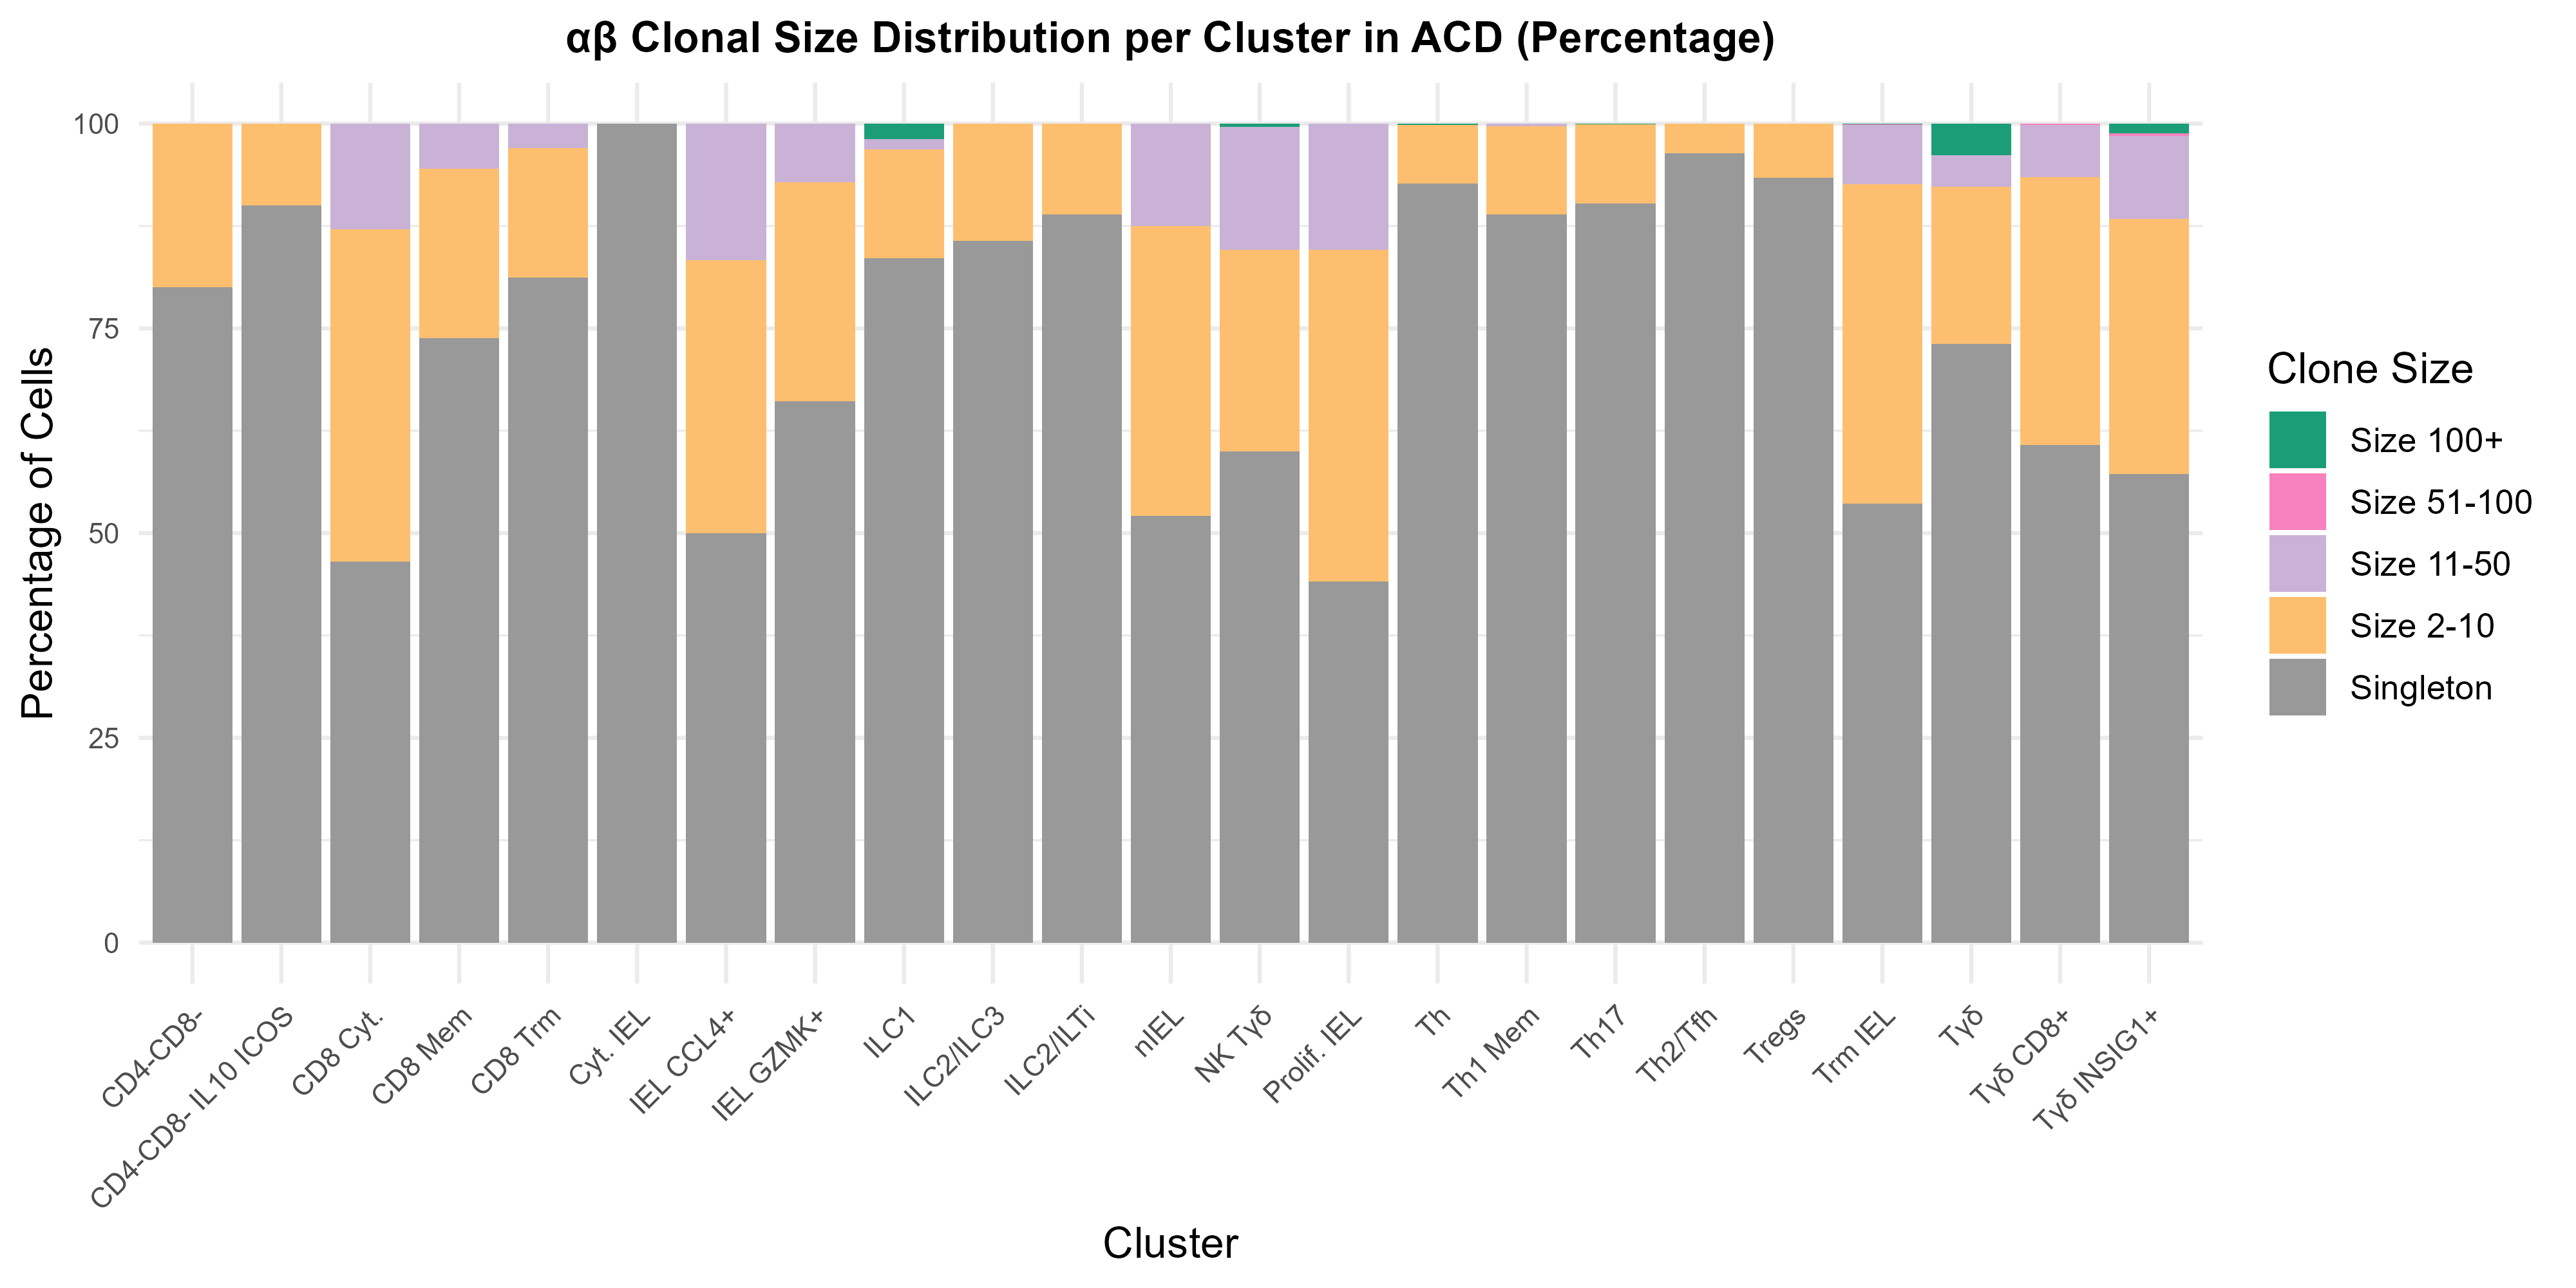 αβ Clonal Size Distribution per Cluster in ACD (Percentage)
Percentage of Cells
100
75
50
25
0
CD4-CD8-
CD4-CD8- IL10 ICOS
CD8 Cyt.
CD8 Mem
CD8 Trm
Cyt. IEL
IEL CCL4+
IEL GZMK+
ILC1
ILC2/ILC3
ILC2/ILTi
nIEL
NK Tγδ
Prolif. IEL
Th
Th1 Mem
Th17
Th2/Tfh
Tregs
Trm IEL
Tγδ
Tγδ CD8+
Tγδ INSIG1+
Cluster
Clone Size
Size 100+
Size 51-100
Size 11-50
Size 2-10
Singleton